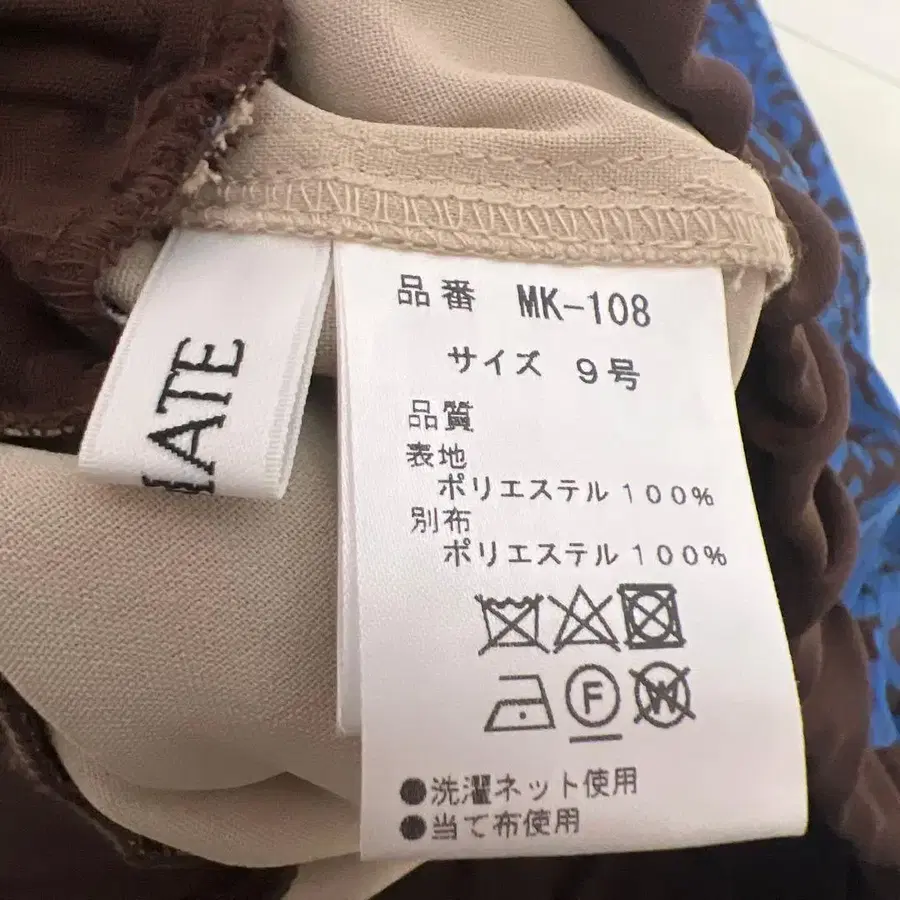 品番 MK-108
サイズ 9号
品質
表地
ポリエステル100%
別布
ポリエステル100%
F
W
●洗濯ネット使用
●当て布使用